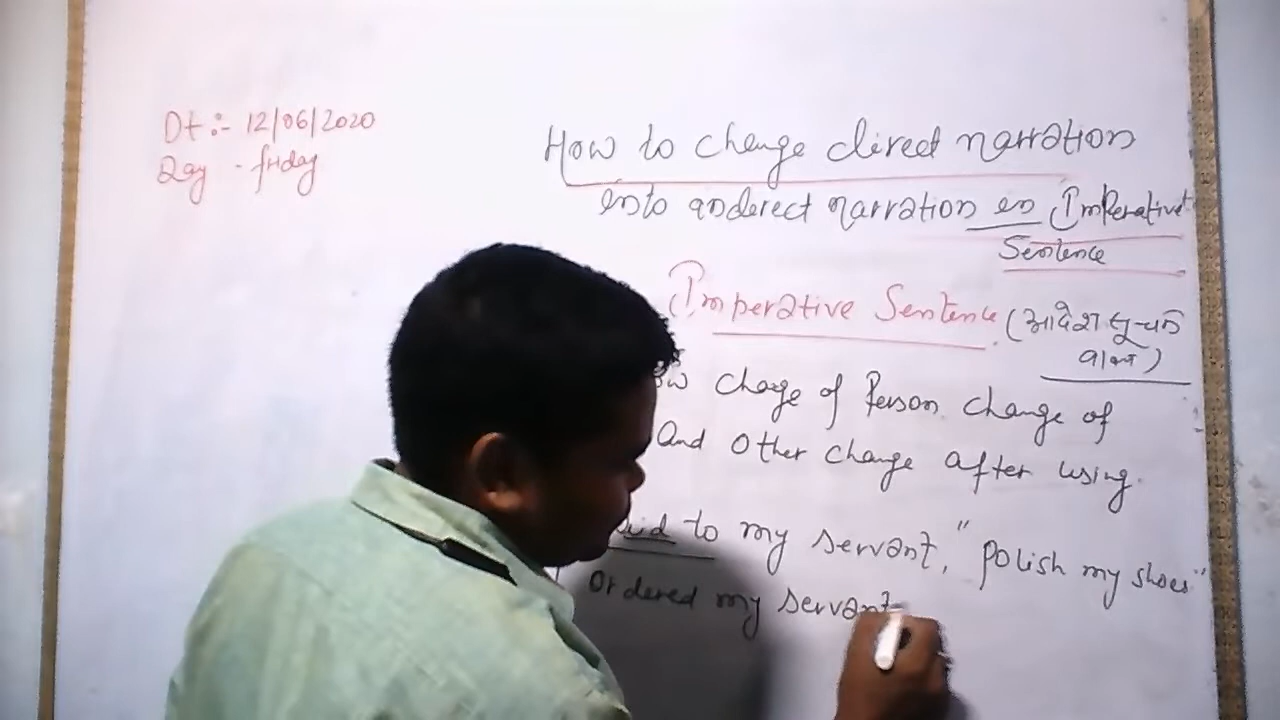 Dt :- 12/06/2020
Day - friday
How to change direct narration
into anderect narration en Imperative
Sentence
Imperative Sentence (आदेश सूचक
वाक्य)
Change of Person Change of
and Other Change after using.
said to my servant, "Polish my shoes"
Ordered my servant